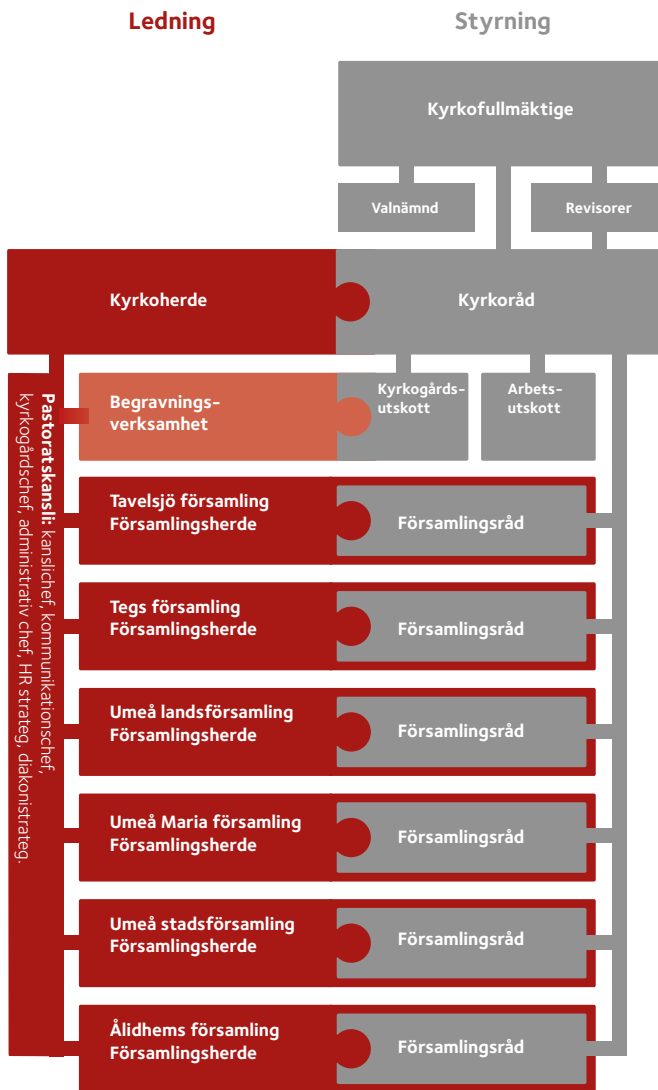 Ledning
Styrning
Kyrkofullmäktige
Valnämnd
Revisorer
Kyrkoherde
Kyrkoråd
Pastoratskansli: kanslichef, kommunikationschef,
kyrkogårdschef, administrativ chef, HR strateg, diakonistrateg.
Begravnings-
verksamhet
Kyrkogårds-
utskott
Arbets-
utskott
Tavelsjö församling
Församlingsherde
Församlingsråd
Tegs församling
Församlingsherde
Församlingsråd
Umeå landsförsamling
Församlingsherde
Församlingsråd
Umeå Maria församling
Församlingsherde
Församlingsråd
Umeå stadsförsamling
Församlingsherde
Församlingsråd
Ålidhems församling
Församlingsherde
Församlingsråd